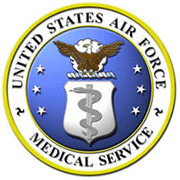 UNITED STATES AIR FORCE
MEDICAL SERVICE